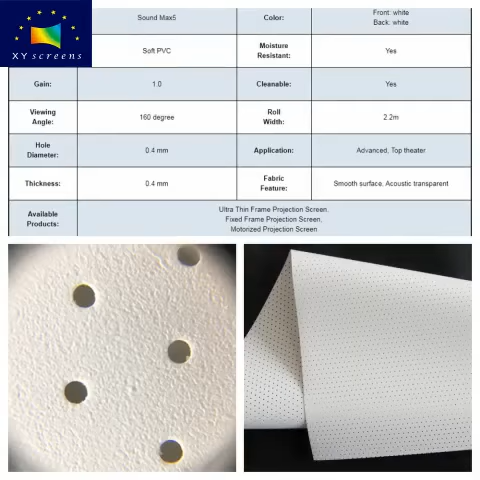 XY screens
Sound Max5
Color:
Front: white
Back: white
Soft PVC
Moisture
Resistant:
Yes
Gain:
1.0
Cleanable:
Yes
Viewing
Angle:
160 degree
Roll
Width:
2.2m
Hole
Diameter:
0.4 mm
Application:
Advanced, Top theater
Thickness:
0.4 mm
Fabric
Feature:
Smooth surface, Acoustic transparent
Available
Products:
Ultra Thin Frame Projection Screen.
Fixed Frame Projection Screen.
Motorized Projection Screen